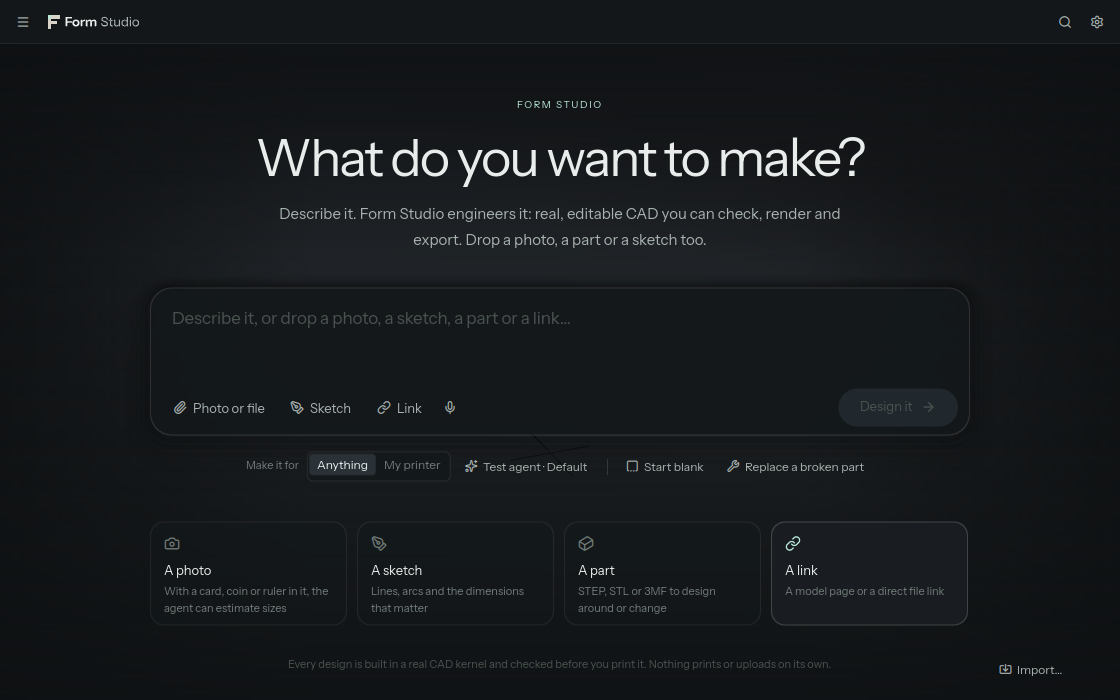 Form Studio
FORM STUDIO
What do you want to make?
Describe it. Form Studio engineers it: real, editable CAD you can check, render and
export. Drop a photo, a part or a sketch too.
Describe it, or drop a photo, a sketch, a part or a link...
Photo or file
Sketch
Link
Design it
Make it for
Anything
My printer
Test agent · Default
Start blank
Replace a broken part
A photo
With a card, coin or ruler in it, the
agent can estimate sizes
A sketch
Lines, arcs and the dimensions
that matter
A part
STEP, STL or 3MF to design
around or change
A link
A model page or a direct file link
Every design is built in a real CAD kernel and checked before you print it. Nothing prints or uploads on its own.
Import...